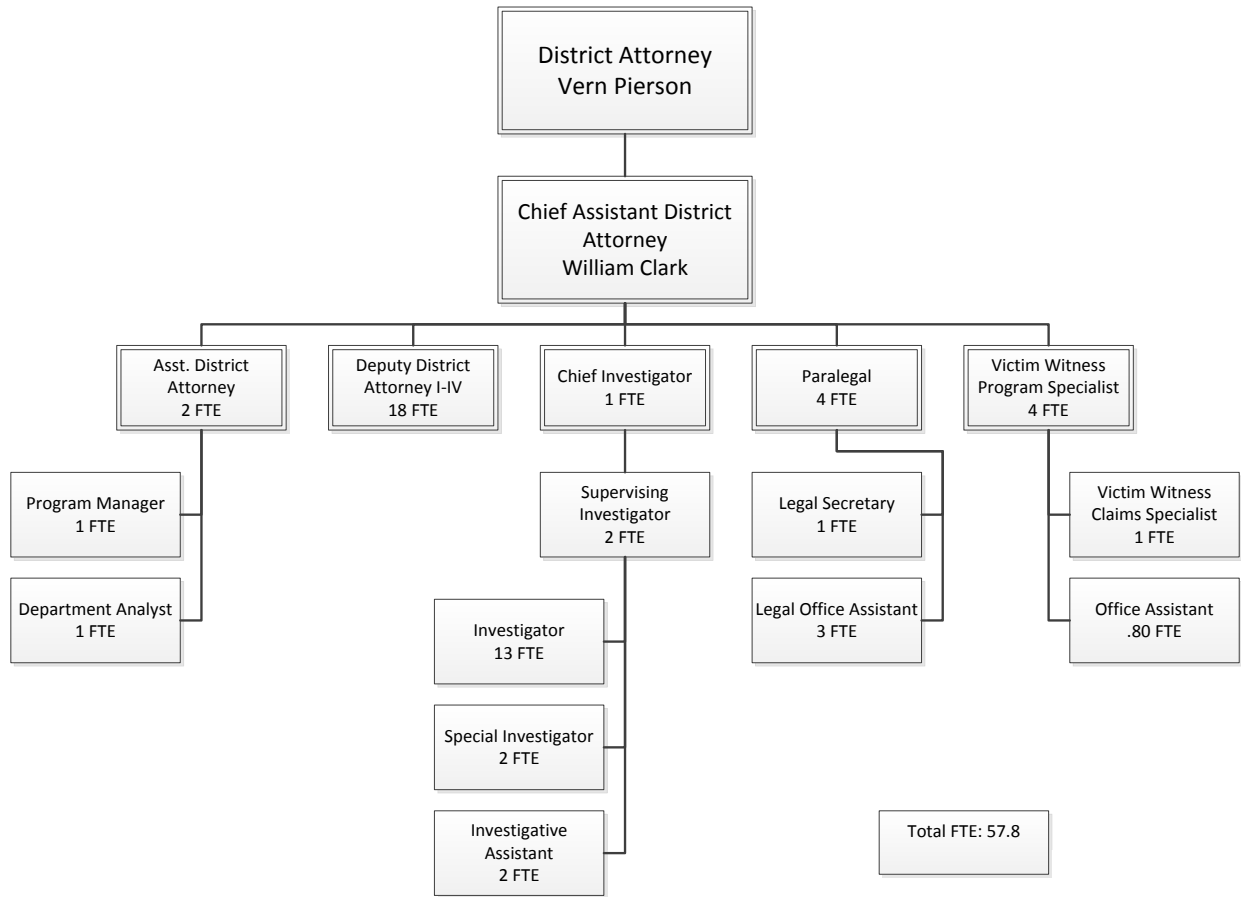 District Attorney
Vern Pierson
Chief Assistant District
Attorney
William Clark
Asst. District
Attorney
2 FTE
Deputy District
Attorney I-IV
18 FTE
Chief Investigator
1 FTE
Paralegal
4 FTE
Victim Witness
Program Specialist
4 FTE
Program Manager
1 FTE
Supervising
Investigator
2 FTE
Legal Secretary
1 FTE
Victim Witness
Claims Specialist
1 FTE
Department Analyst
1 FTE
Investigator
13 FTE
Legal Office Assistant
3 FTE
Office Assistant
.80 FTE
Special Investigator
2 FTE
Investigative
Assistant
2 FTE
Total FTE: 57.8